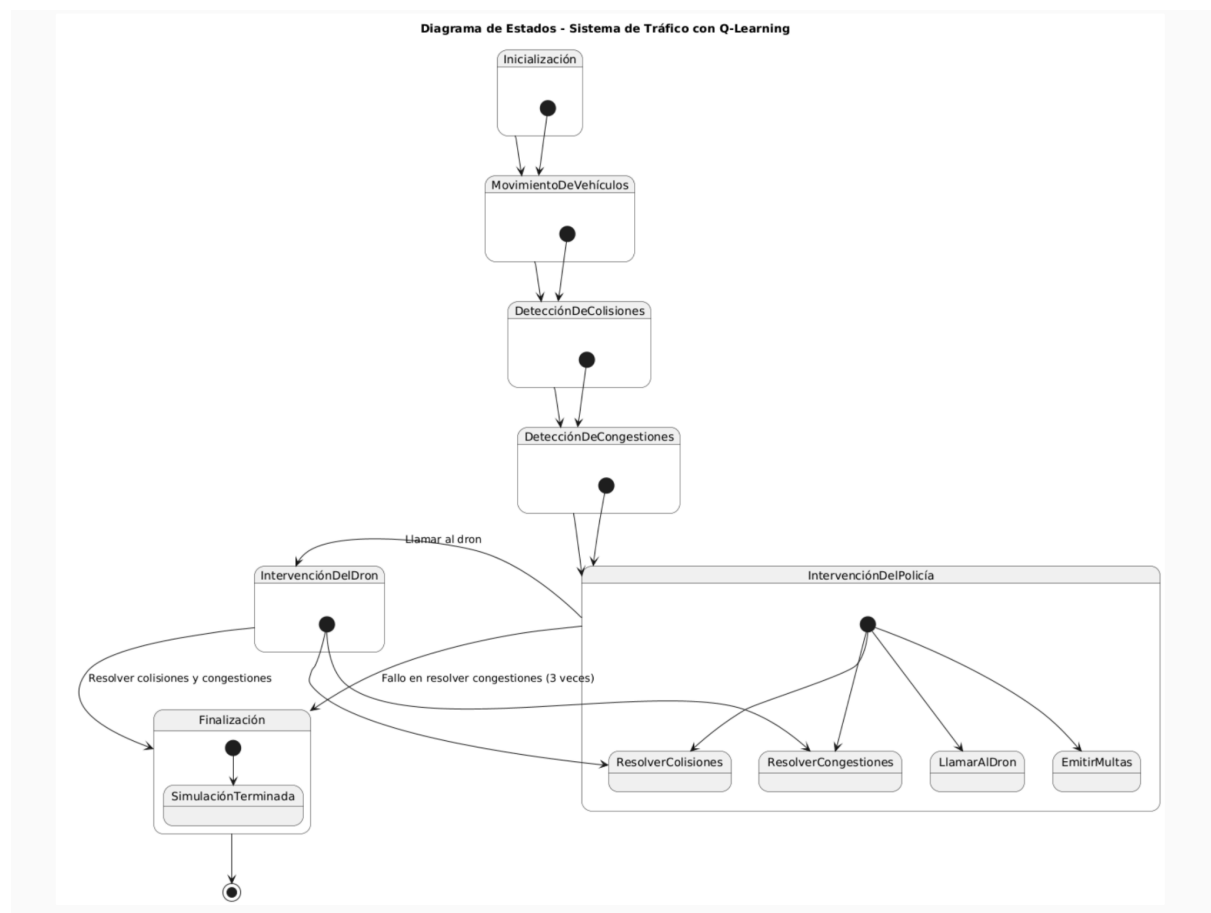 Diagrama de Estados - Sistema de Tráfico con Q-Learning
Inicialización
MovimientoDeVehículos
DetecciónDeColisiones
DetecciónDeCongestiones
Llamar al dron
IntervenciónDelDron
IntervenciónDelPolicía
Resolver colisiones y congestiones
Fallo en resolver congestiones (3 veces)
Finalización
ResolverColisiones
ResolverCongestiones
LlamarAlDron
EmitirMultas
SimulaciónTerminada